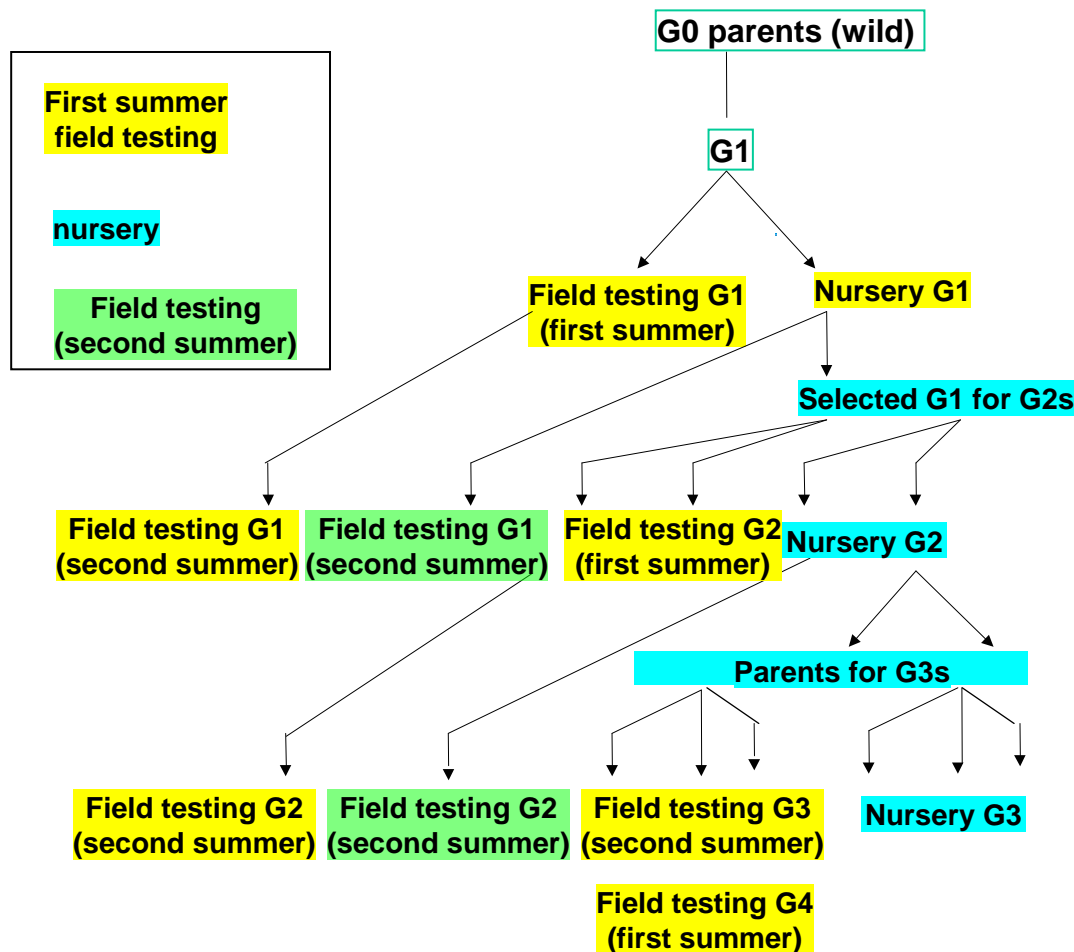 G0 parents (wild)
First summer
field testing
nursery
Field testing
(second summer)
G1
Field testing G1
(first summer)
Nursery G1
Selected G1 for G2s
Field testing G1
(second summer)
Field testing G1
(second summer)
Field testing G2
(first summer)
Nursery G2
Parents for G3s
Field testing G2
(second summer)
Field testing G2
(second summer)
Field testing G3
(second summer)
Nursery G3
Field testing G4
(first summer)